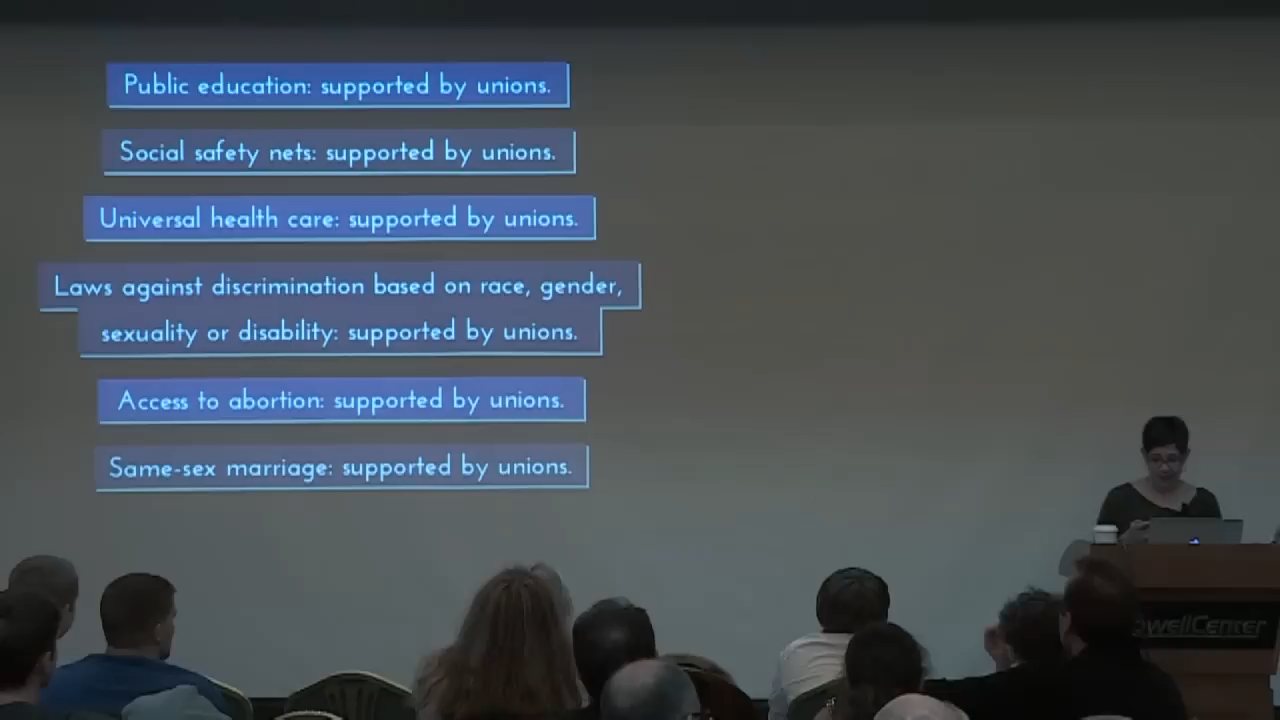 Public education: supported by unions.
Social safety nets: supported by unions.
Universal health care: supported by unions.
Laws against discrimination based on race, gender,
sexuality or disability: supported by unions.
Access to abortion: supported by unions.
Same-sex marriage: supported by unions.